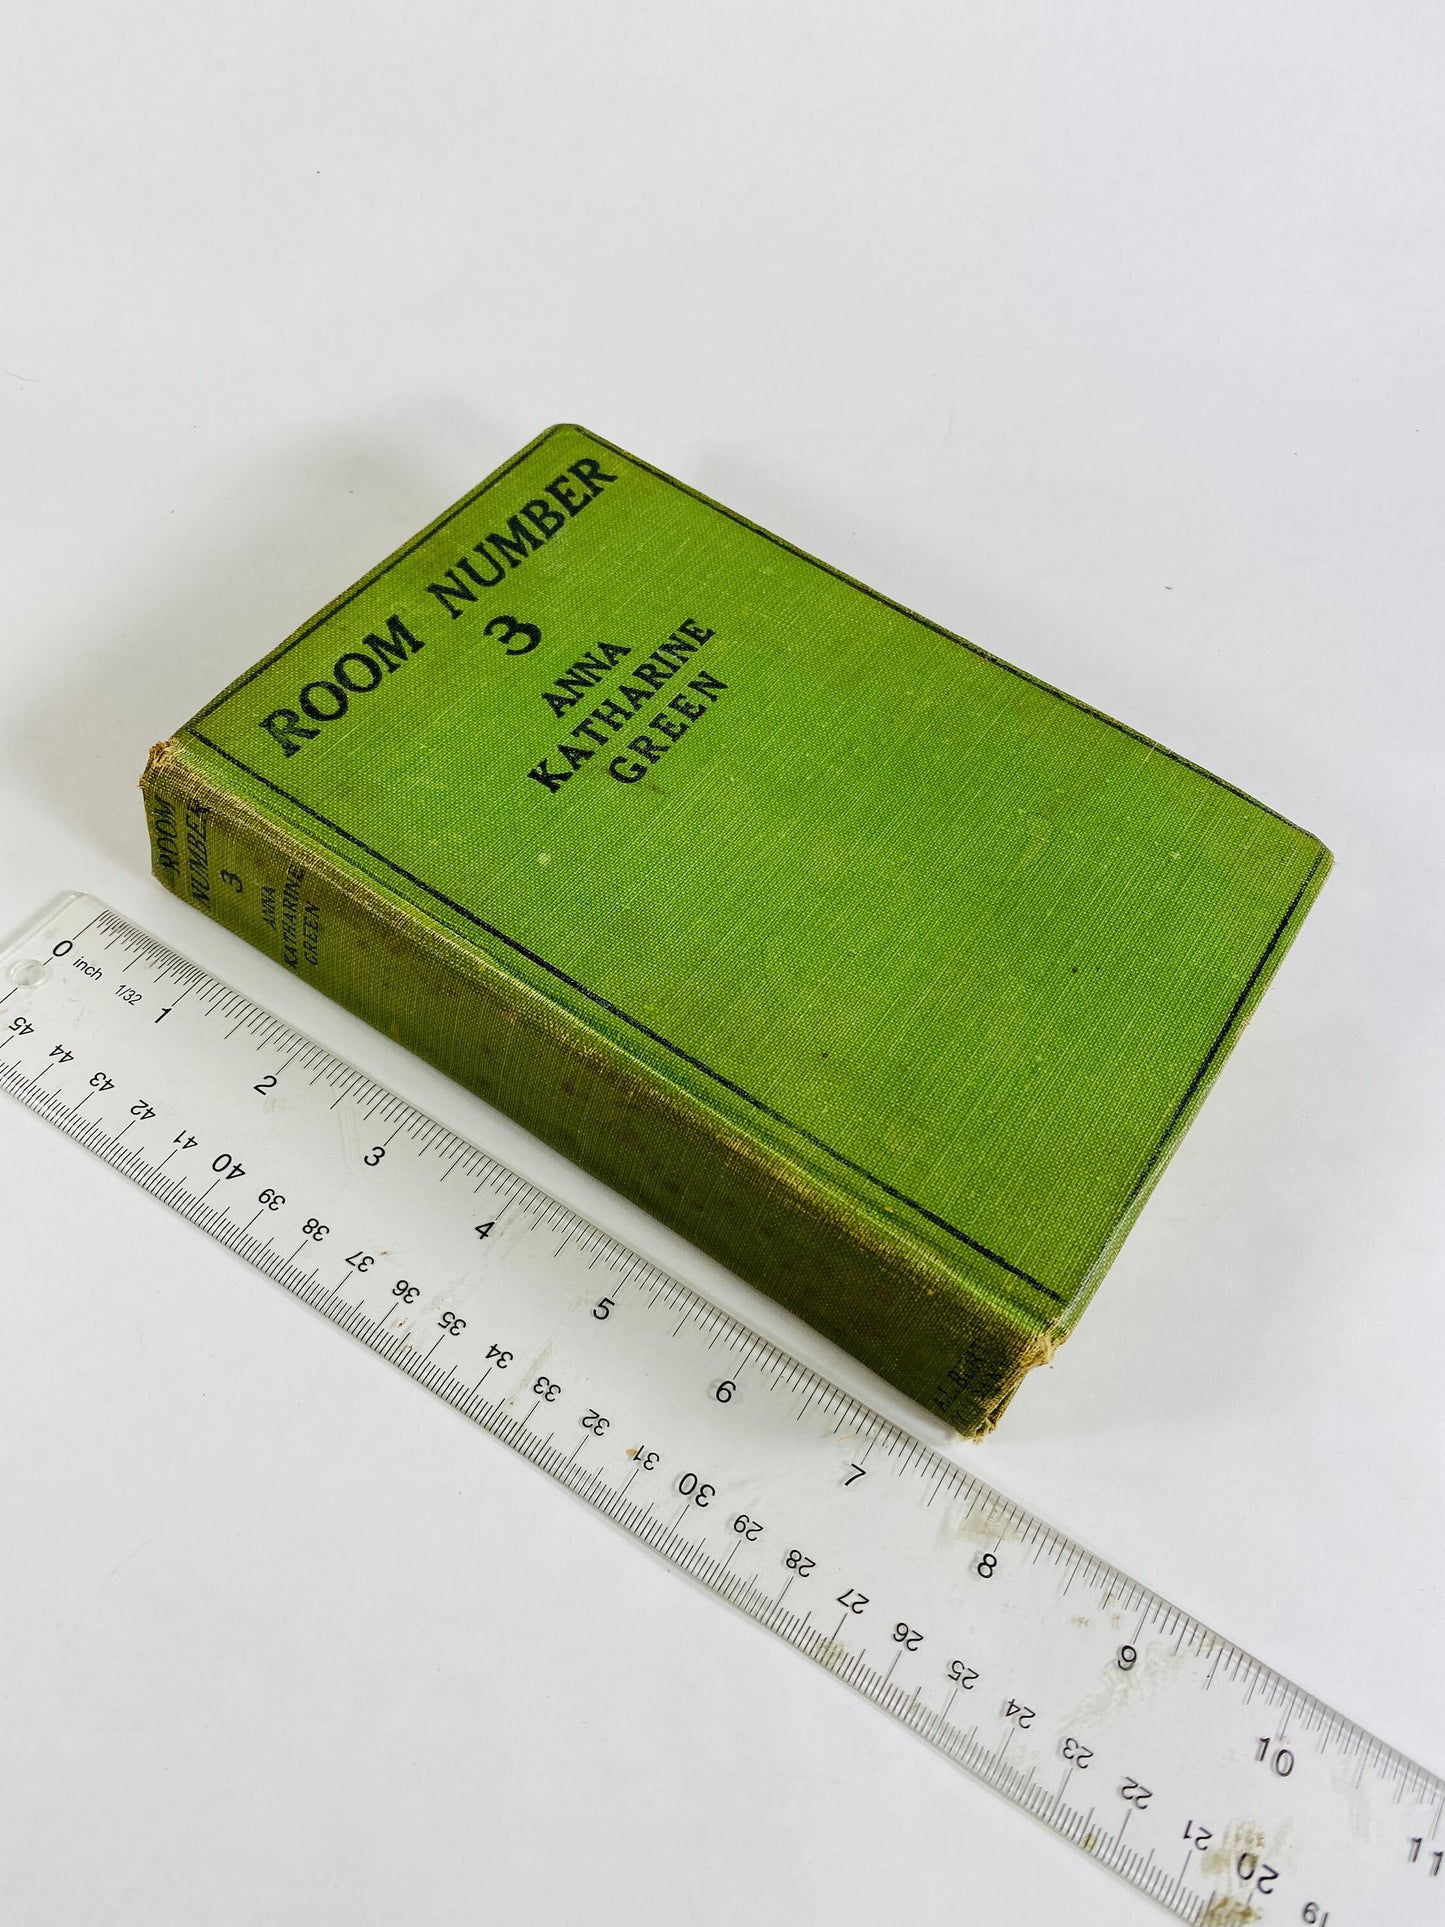 ROOM NUMBER
3
ANNA
KATHARINE
GREEN
ROOM
NUMBER
3
ANNA
KATHARINE
GREEN
ALBERT
0 inch 1/32 1 2 3 4 5 6 7 8 9 10 11
45 44 43 42 41 40 39 38 37 36 35 34 33 32 31 30 29 28 27 26 25 24 23 22 21 20 19